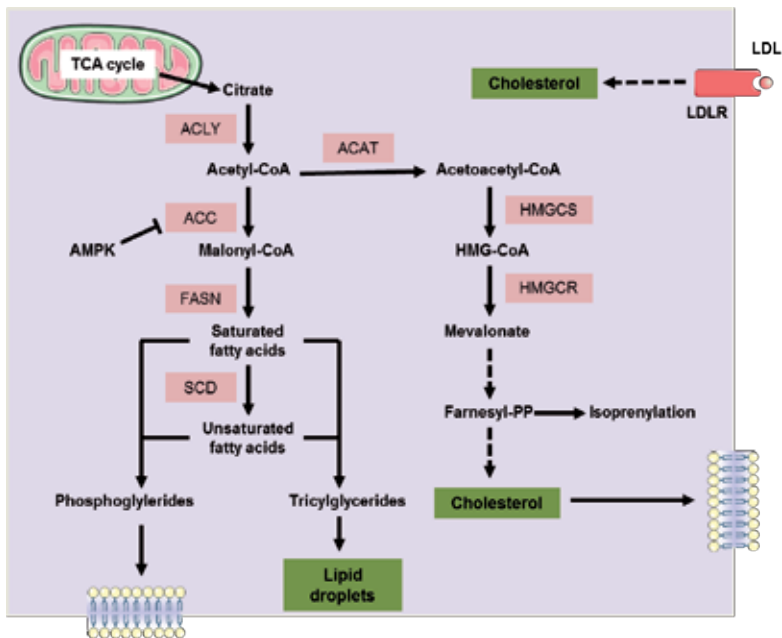 TCA cycle
Citrate
ACLY
Acetyl-CoA
ACAT
Acetoacetyl-CoA
ACC
AMPK
Malonyl-CoA
FASN
Saturated
fatty acids
SCD
Unsaturated
fatty acids
Phosphoglylerides
Tricylglycerides
Lipid
droplets
Cholesterol
LDL
LDLR
HMGCS
HMG-CoA
HMGCR
Mevalonate
Farnesyl-PP
Isoprenylation
Cholesterol